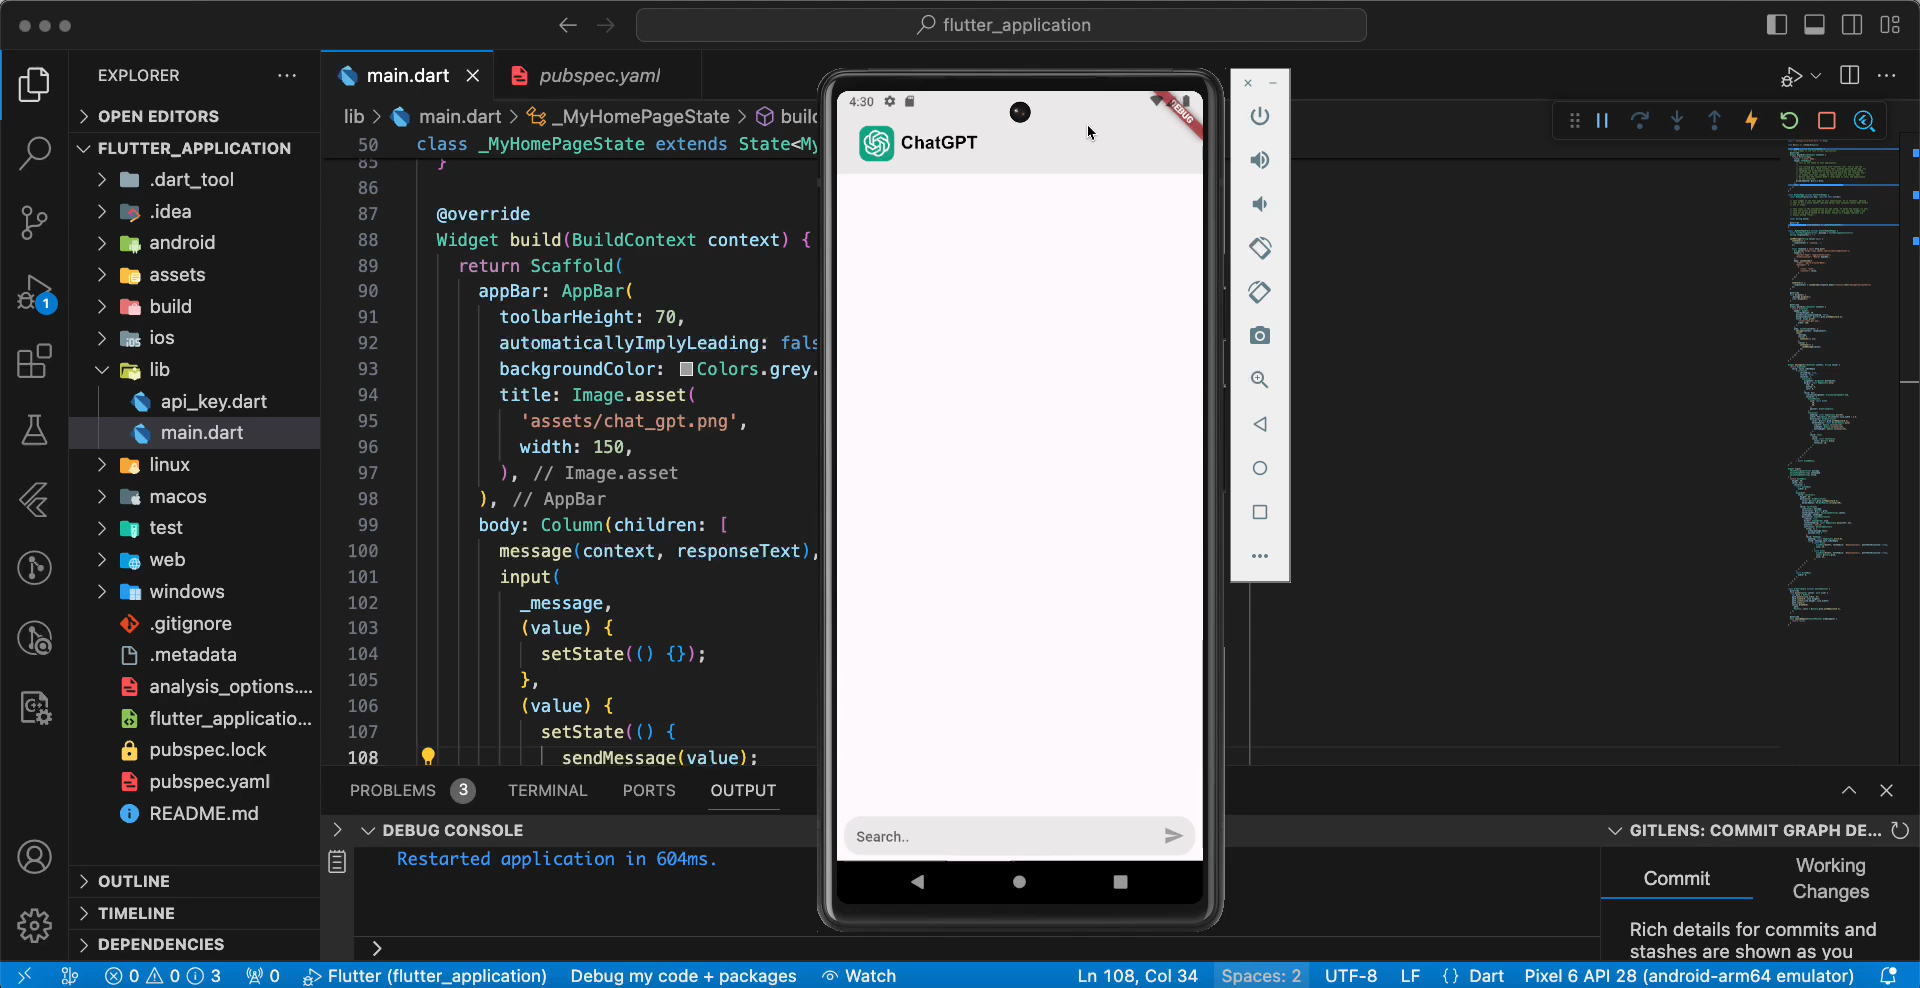 flutter_application
EXPLORER
OPEN EDITORS
FLUTTER_APPLICATION
.dart_tool
.idea
android
assets
build
ios
lib
api_key.dart
main.dart
linux
macos
test
web
windows
.gitignore
.metadata
analysis_options....
flutter_applicatio...
pubspec.lock
pubspec.yaml
README.md
OUTLINE
TIMELINE
DEPENDENCIES
1
main.dart
pubspec.yaml
lib > main.dart > _MyHomePageState > build
50 class _MyHomePageState extends State<My
85 }
86
87 @override
88 Widget build(BuildContext context) {
89 return Scaffold(
90 appBar: AppBar(
91 toolbarHeight: 70,
92 automaticallyImplyLeading: fals
93 backgroundColor: Colors.grey.
94 title: Image.asset(
95 'assets/chat_gpt.png',
96 width: 150,
97 ), // Image.asset
98 ), // AppBar
99 body: Column(children: [
100 message(context, responseText),
101 input(
102 _message,
103 (value) {
104 setState(() {});
105 },
106 (value) {
107 setState(() {
108 sendMessage(value);
4:30
DEBUG
ChatGPT
Search..
PROBLEMS 3 TERMINAL PORTS OUTPUT
DEBUG CONSOLE
Restarted application in 604ms.
GITLENS: COMMIT GRAPH DE...
Commit
Working
Changes
Rich details for commits and
stashes are shown as you
0 0 3 0 Flutter (flutter_application) Debug my code + packages Watch Ln 108, Col 34 Spaces: 2 UTF-8 LF {} Dart Pixel 6 API 28 (android-arm64 emulator)